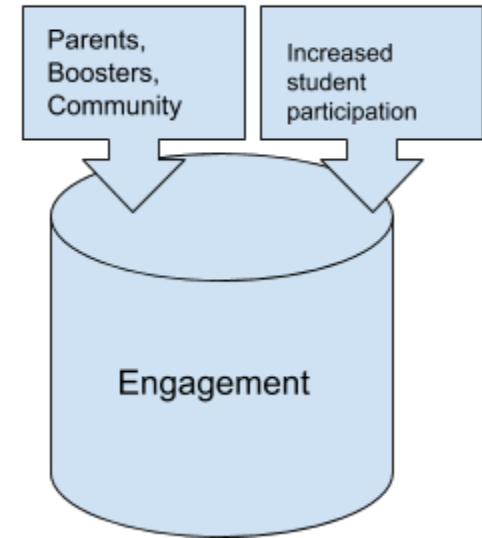 Parents,
Boosters,
Community
Increased
student
participation
Engagement